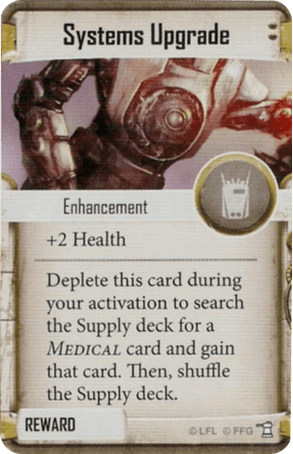 Systems Upgrade
Enhancement
+2 Health
Deplete this card during
your activation to search
the Supply deck for a
MEDICAL card and gain
that card. Then, shuffle
the Supply deck.
REWARD
©LFL ©FFG